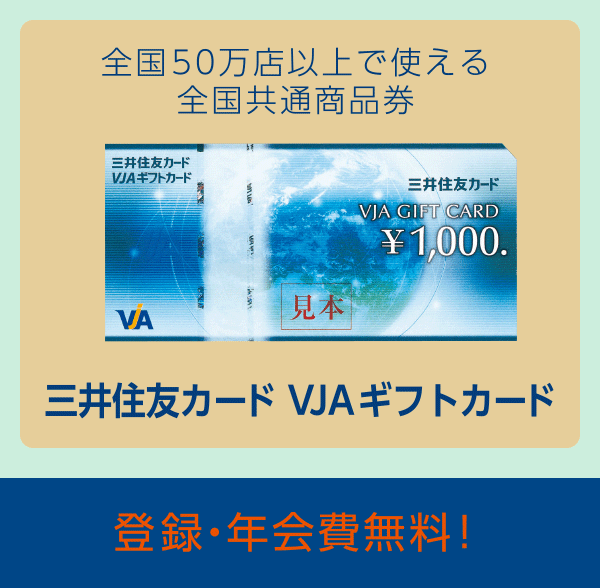 全国50万店以上で使える
全国共通商品券
三井住友カード
VJAギフトカード
三井住友カード
VJA GIFT CARD
¥1,000.
見本
VJA
三井住友カード VJAギフトカード
登録・年会費無料！